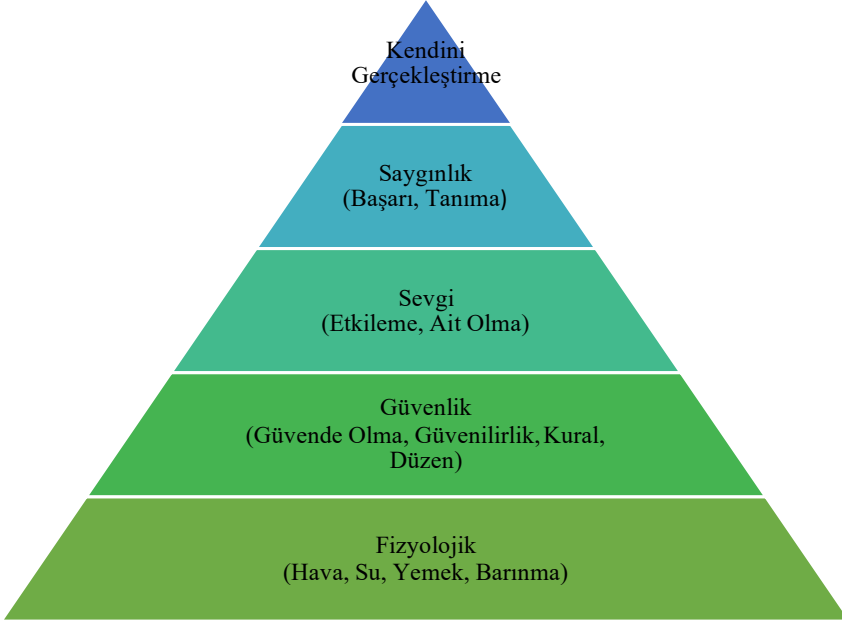 Kendini
Gerçekleştirme
Saygınlık
(Başarı, Tanıma)
Sevgi
(Etkileme, Ait Olma)
Güvenlik
(Güvende Olma, Güvenilirlik, Kural,
Düzen)
Fizyolojik
(Hava, Su, Yemek, Barınma)